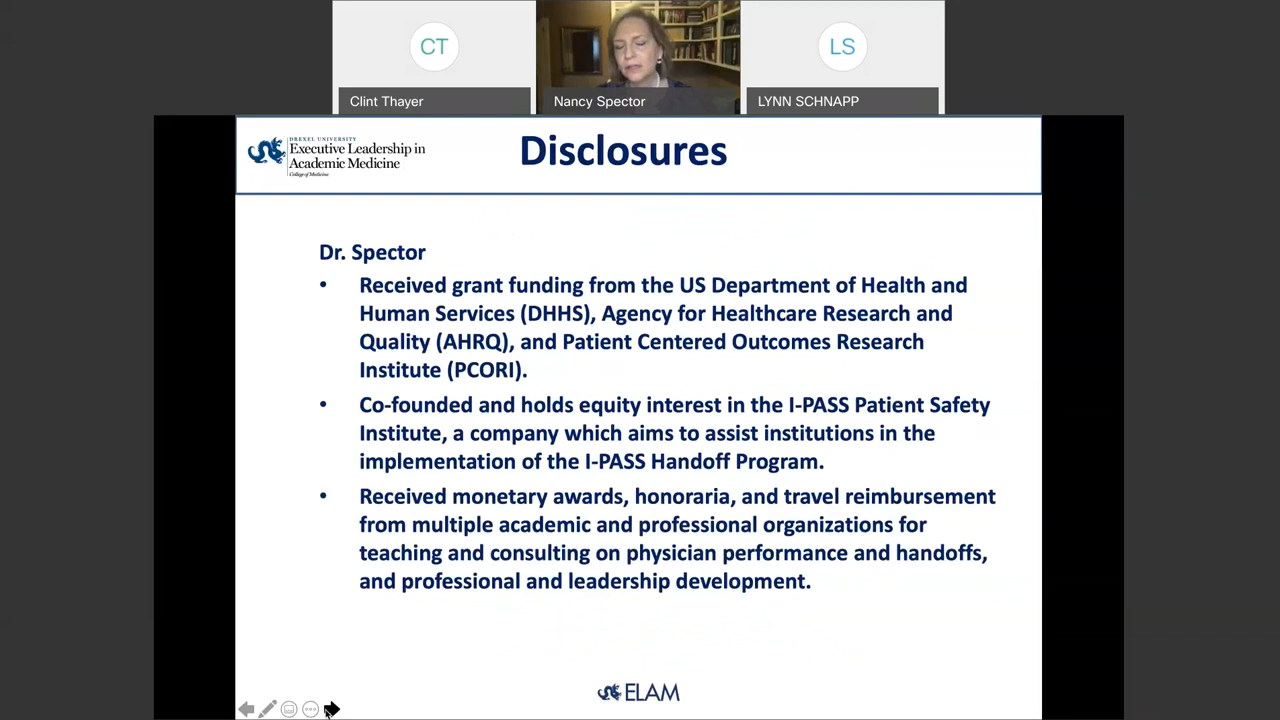 CT
LS
Clint Thayer
Nancy Spector
LYNN SCHNAPP
DREXEL UNIVERSITY
Executive Leadership in
Academic Medicine
College of Medicine
Disclosures
Dr. Spector
• Received grant funding from the US Department of Health and
Human Services (DHHS), Agency for Healthcare Research and
Quality (AHRQ), and Patient Centered Outcomes Research
Institute (PCORI).
• Co-founded and holds equity interest in the I-PASS Patient Safety
Institute, a company which aims to assist institutions in the
implementation of the I-PASS Handoff Program.
• Received monetary awards, honoraria, and travel reimbursement
from multiple academic and professional organizations for
teaching and consulting on physician performance and handoffs,
and professional and leadership development.
ELAM